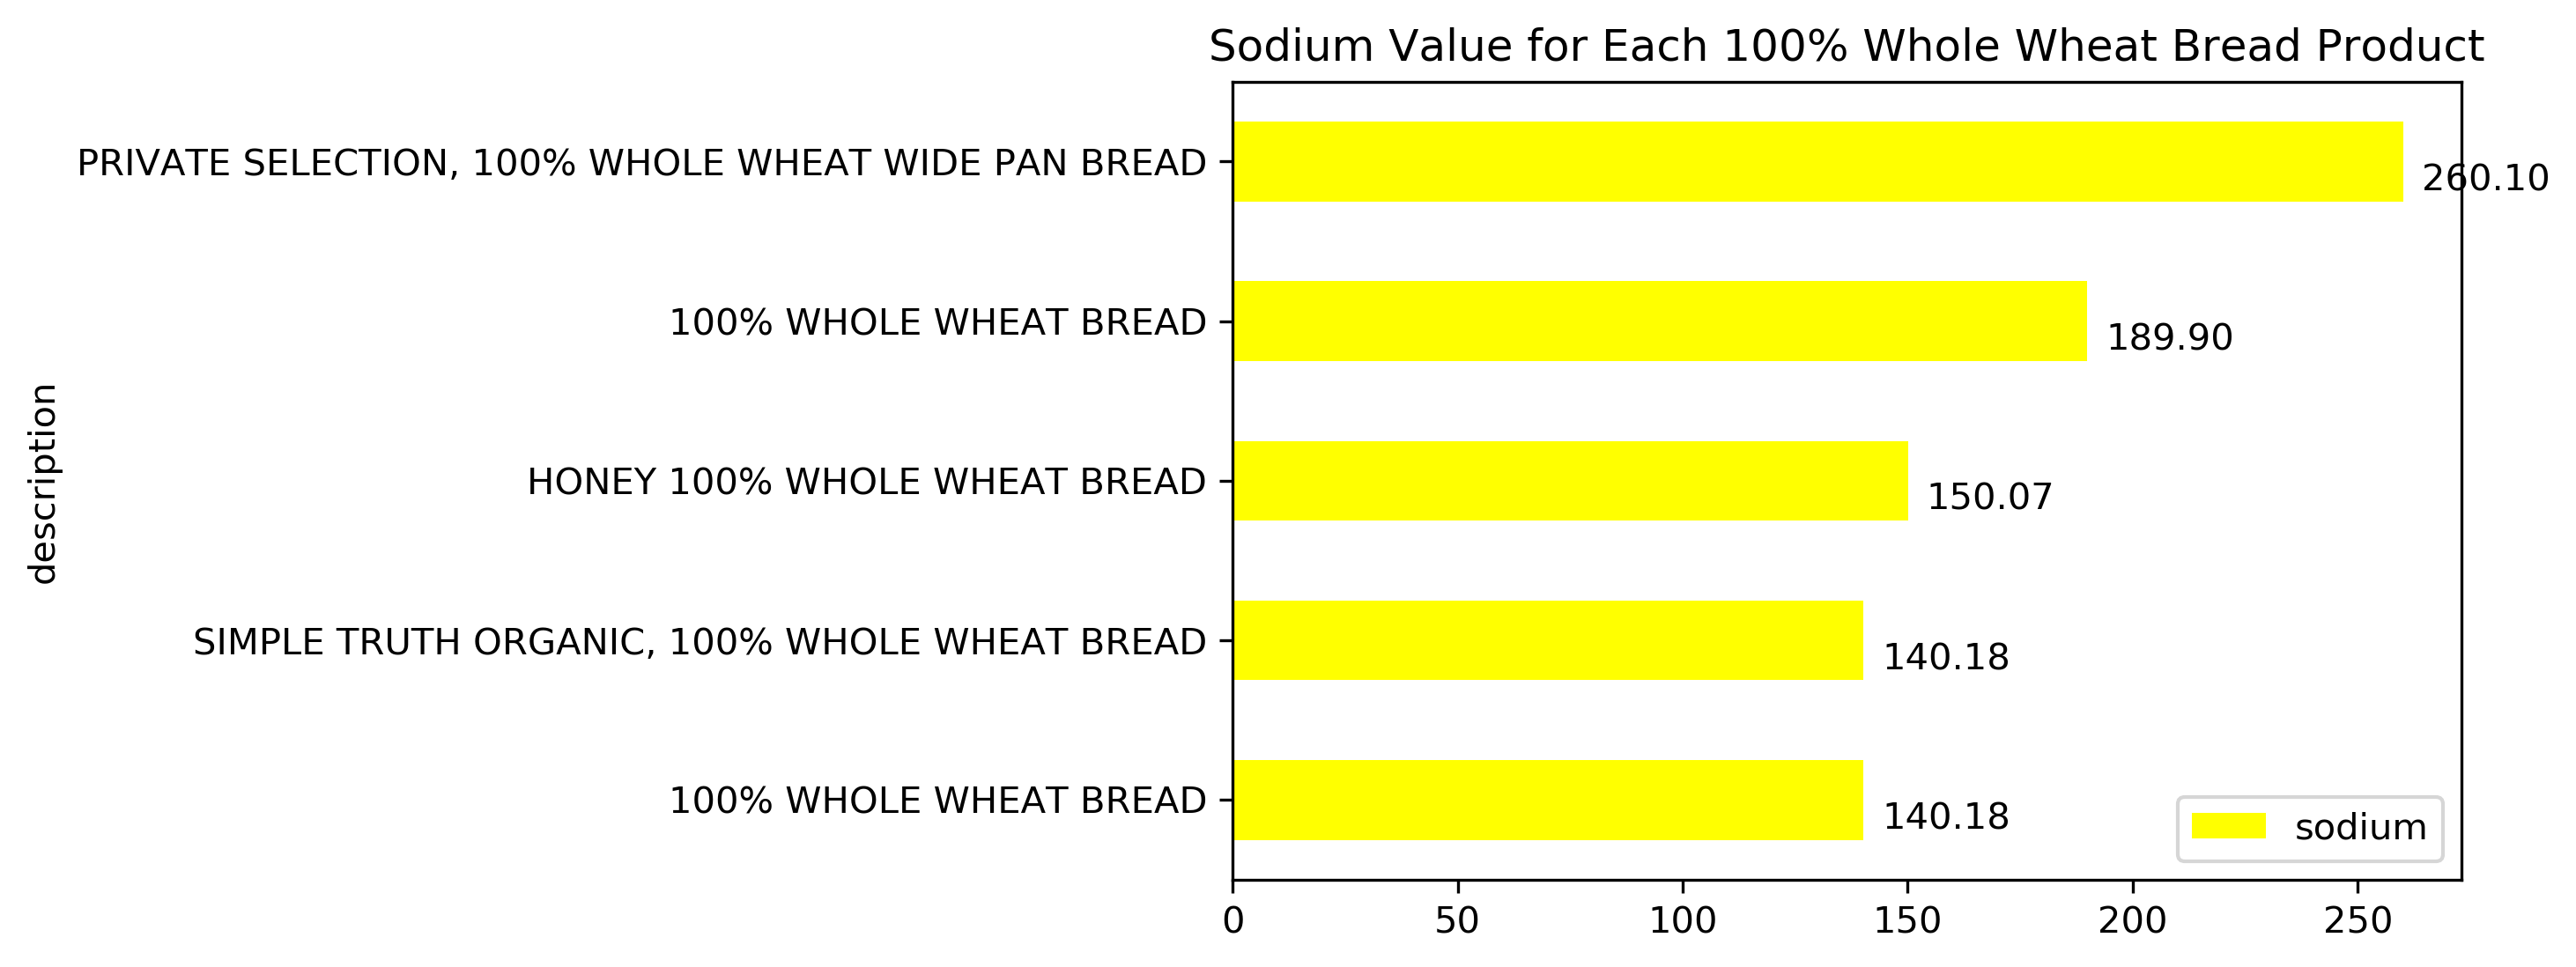 Sodium Value for Each 100% Whole Wheat Bread Product
PRIVATE SELECTION, 100% WHOLE WHEAT WIDE PAN BREAD
260.10
100% WHOLE WHEAT BREAD
189.90
HONEY 100% WHOLE WHEAT BREAD
150.07
SIMPLE TRUTH ORGANIC, 100% WHOLE WHEAT BREAD
140.18
100% WHOLE WHEAT BREAD
140.18
description
sodium
0 50 100 150 200 250